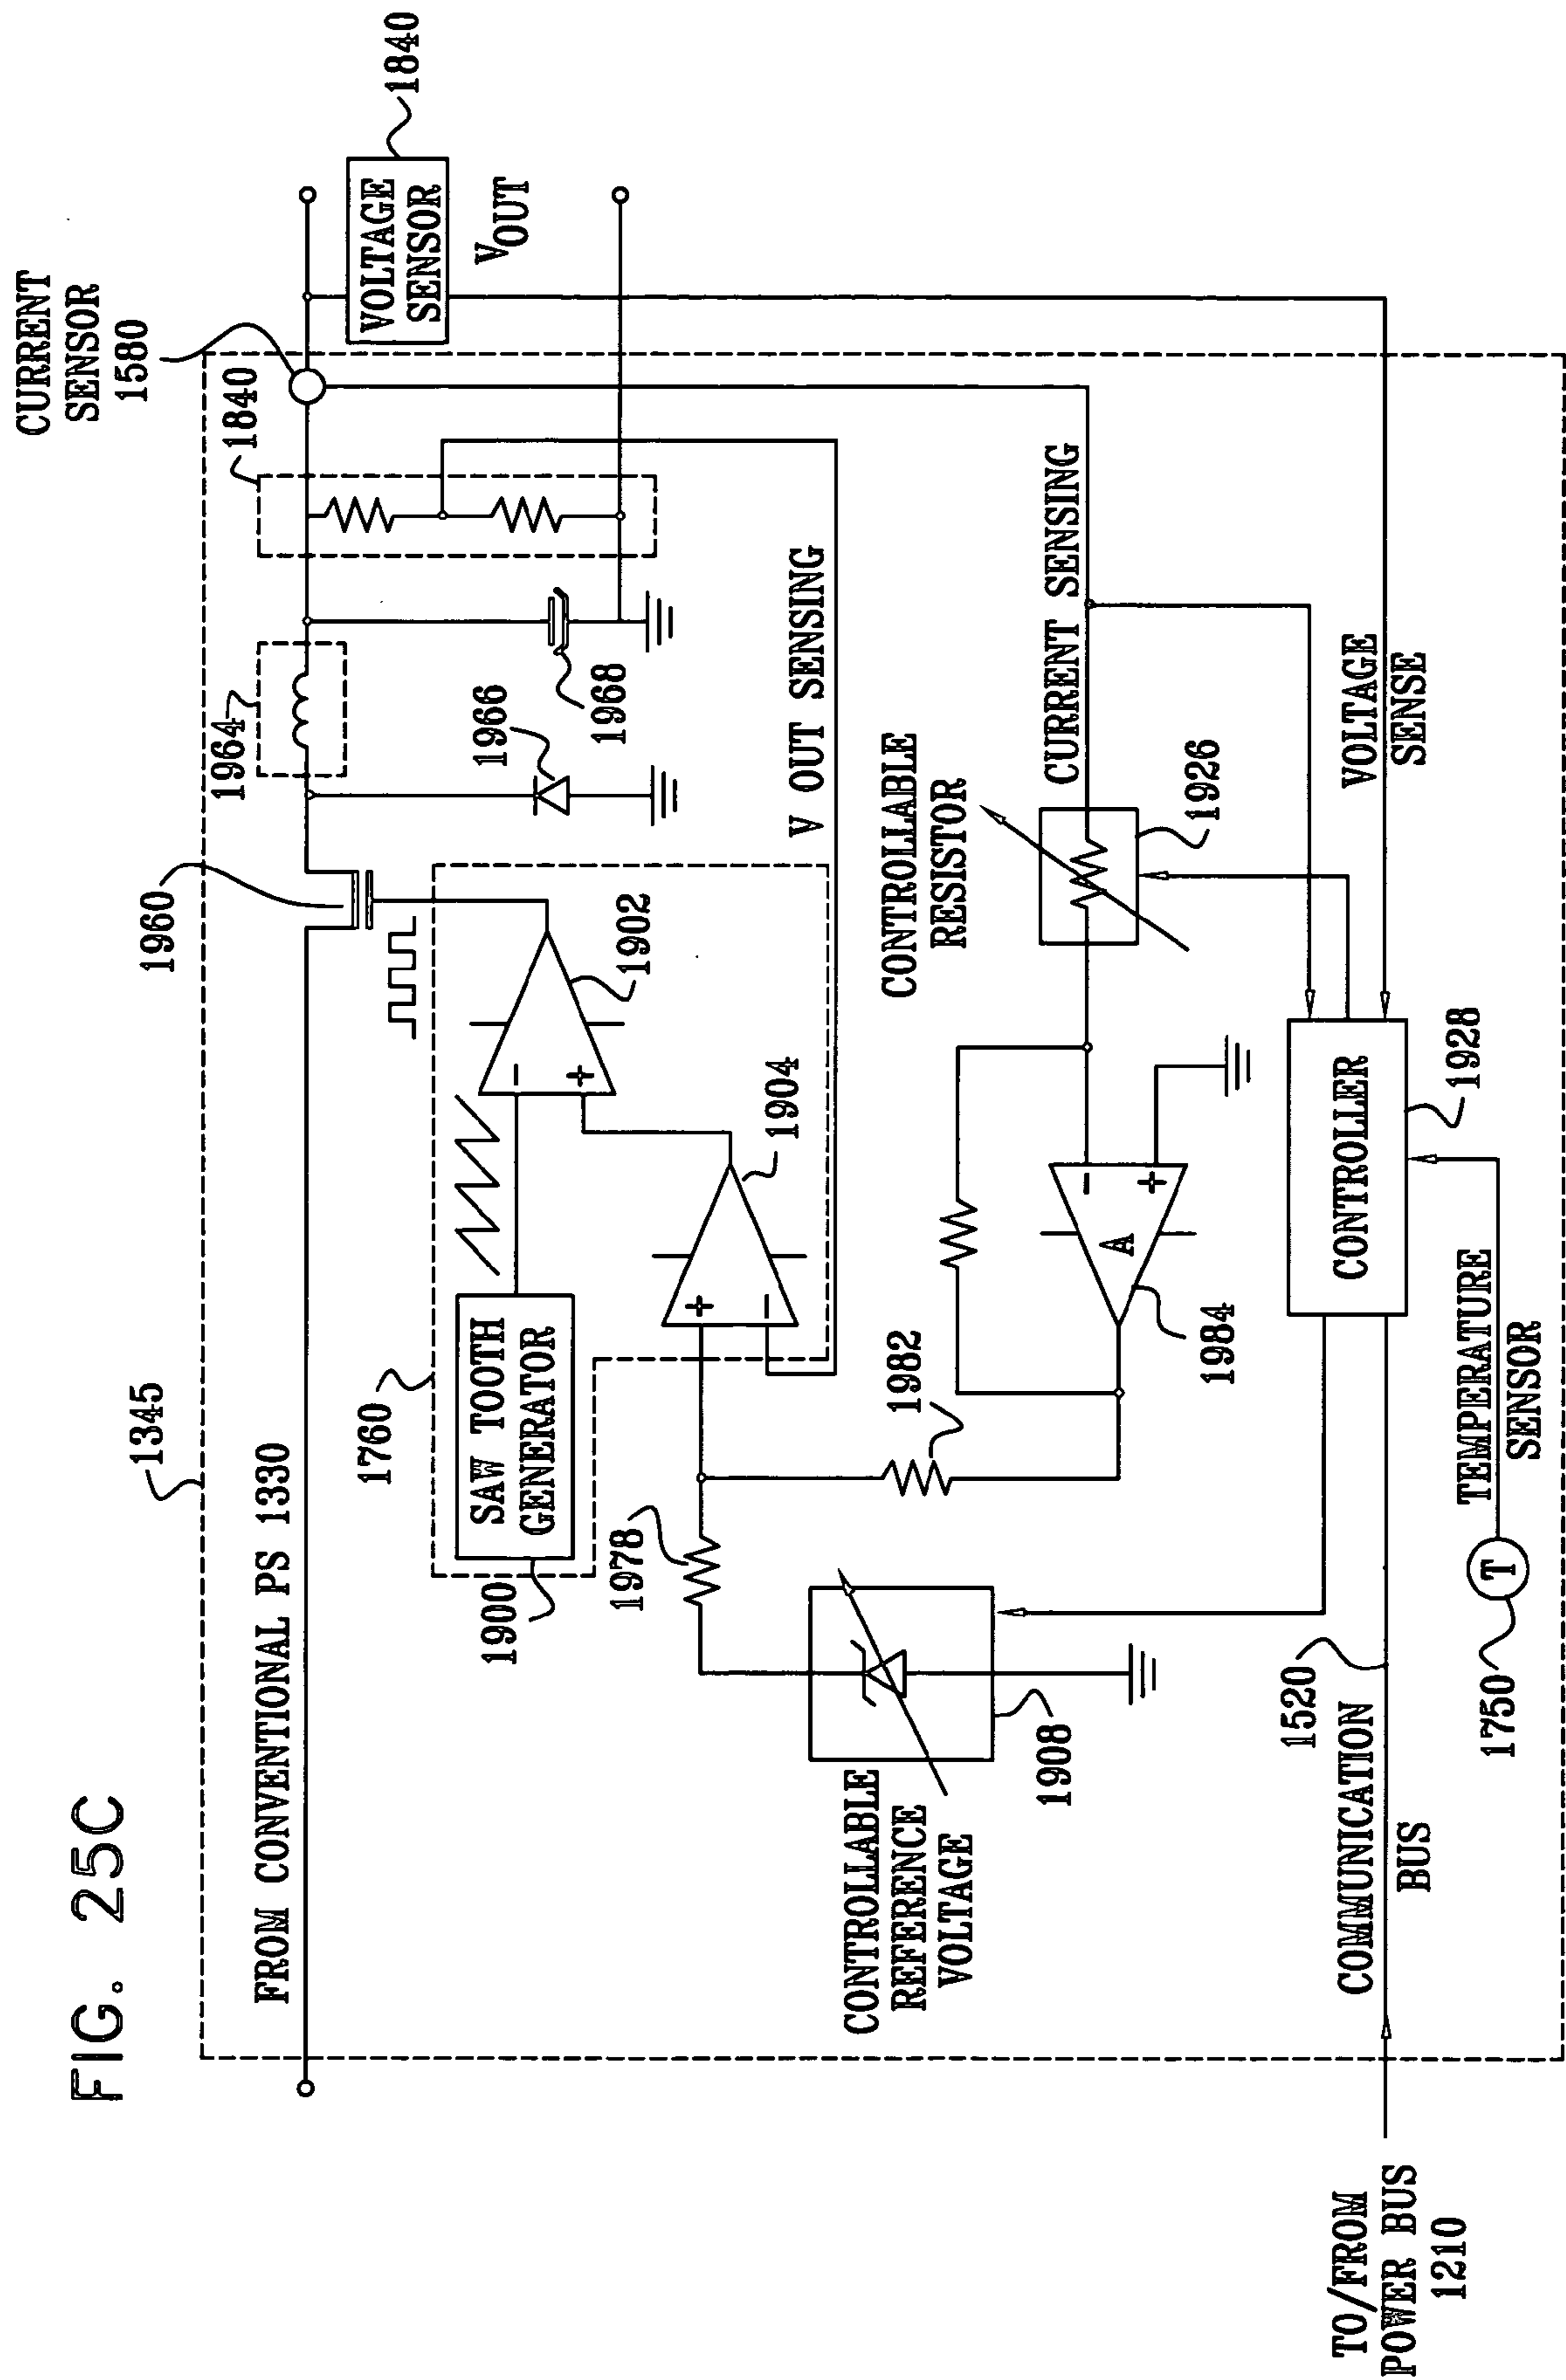 FIG. 25C
1345
FROM CONVENTIONAL PS 1330
1960
1964
1840
CURRENT
SENSOR
1580
VOLTAGE
SENSOR
1840
VOUT
1760
SAW TOOTH
GENERATOR
1900
-
+
1902
+
-
1904
1966
1968
V OUT SENSING
1978
1982
CONTROLLABLE
REFERENCE
VOLTAGE
1908
CONTROLLABLE
RESISTOR
1926
CURRENT SENSING
-
+
A
1984
CONTROLLER
1928
VOLTAGE
SENSE
1520
COMMUNICATION
BUS
TO/FROM
POWER BUS
1210
T
1750
TEMPERATURE
SENSOR